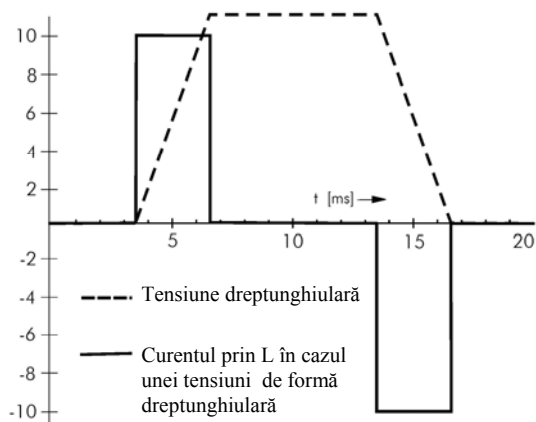 10
8
6
4
2
t [ms]
5
10
15
20
-2
-4
-6
-8
-10
Tensiune dreptunghiulară
Curentul prin L în cazul
unei tensiuni de formă
dreptunghiulară